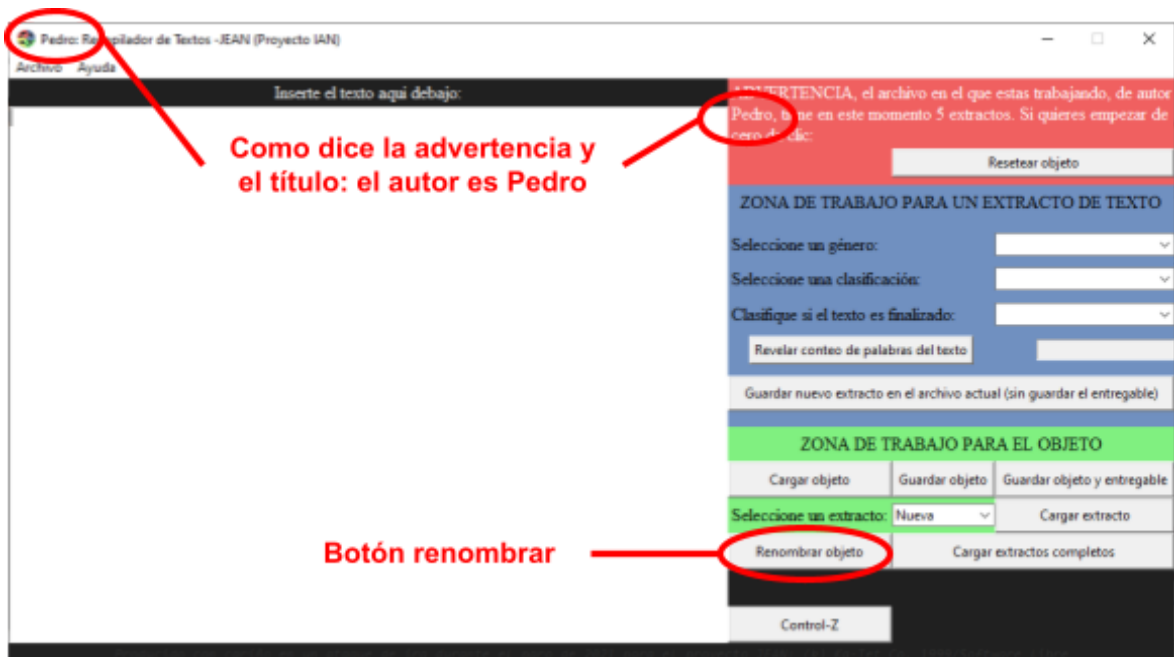 Pedro: Recopilador de Textos -JEAN (Proyecto IAN)
Archivo Ayuda
Inserte el texto aqui debajo:
ADVERTENCIA, el archivo en el que estas trabajando, de autor
Pedro, tiene en este momento 5 extractos. Si quieres empezar de
cero da clic:
Como dice la advertencia y
el título: el autor es Pedro
Resetear objeto
ZONA DE TRABAJO PARA UN EXTRACTO DE TEXTO
Seleccione un género:
Seleccione una clasificación:
Clasifique si el texto es finalizado:
Revelar conteo de palabras del texto
Guardar nuevo extracto en el archivo actual (sin guardar el entregable)
ZONA DE TRABAJO PARA EL OBJETO
Cargar objeto Guardar objeto Guardar objeto y entregable
Seleccione un extracto: Nueva Cargar extracto
Botón renombrar
Renombrar objeto Cargar extractos completos
Control-Z